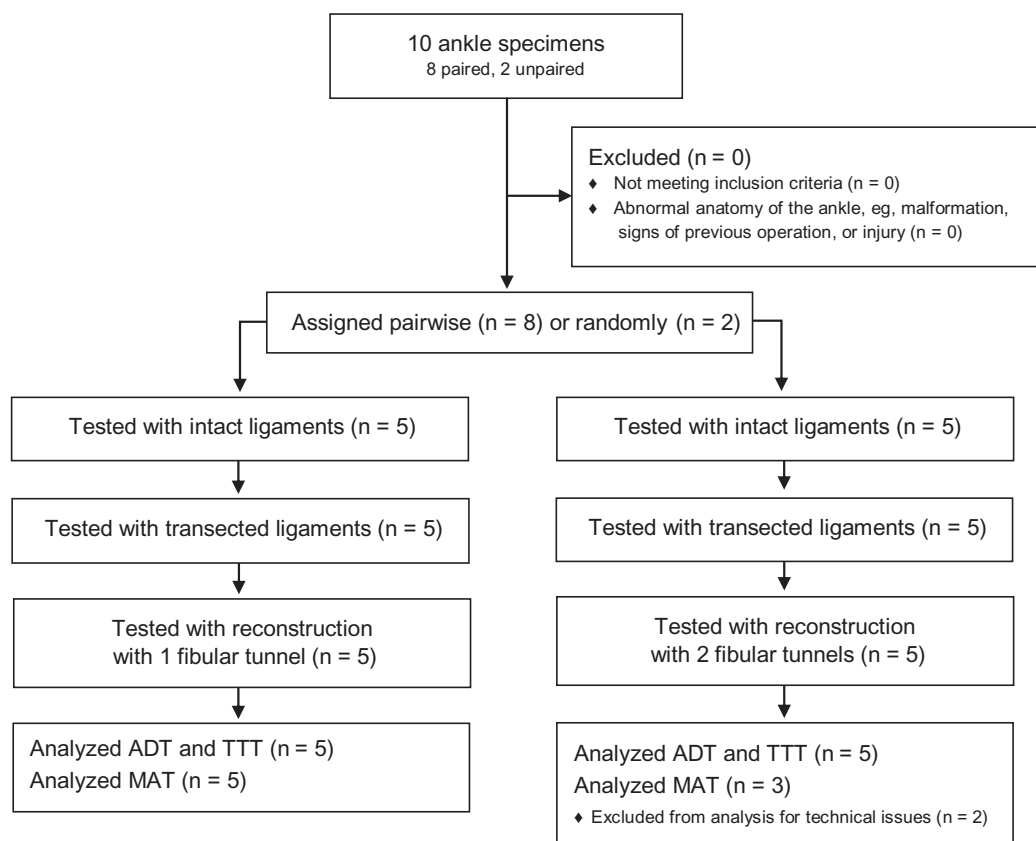 10 ankle specimens
8 paired, 2 unpaired
Excluded (n = 0)
♦ Not meeting inclusion criteria (n = 0)
♦ Abnormal anatomy of the ankle, eg, malformation,
signs of previous operation, or injury (n = 0)
Assigned pairwise (n = 8) or randomly (n = 2)
Tested with intact ligaments (n = 5)
Tested with transected ligaments (n = 5)
Tested with reconstruction
with 1 fibular tunnel (n = 5)
Analyzed ADT and TTT (n = 5)
Analyzed MAT (n = 5)
Tested with intact ligaments (n = 5)
Tested with transected ligaments (n = 5)
Tested with reconstruction
with 2 fibular tunnels (n = 5)
Analyzed ADT and TTT (n = 5)
Analyzed MAT (n = 3)
♦ Excluded from analysis for technical issues (n = 2)